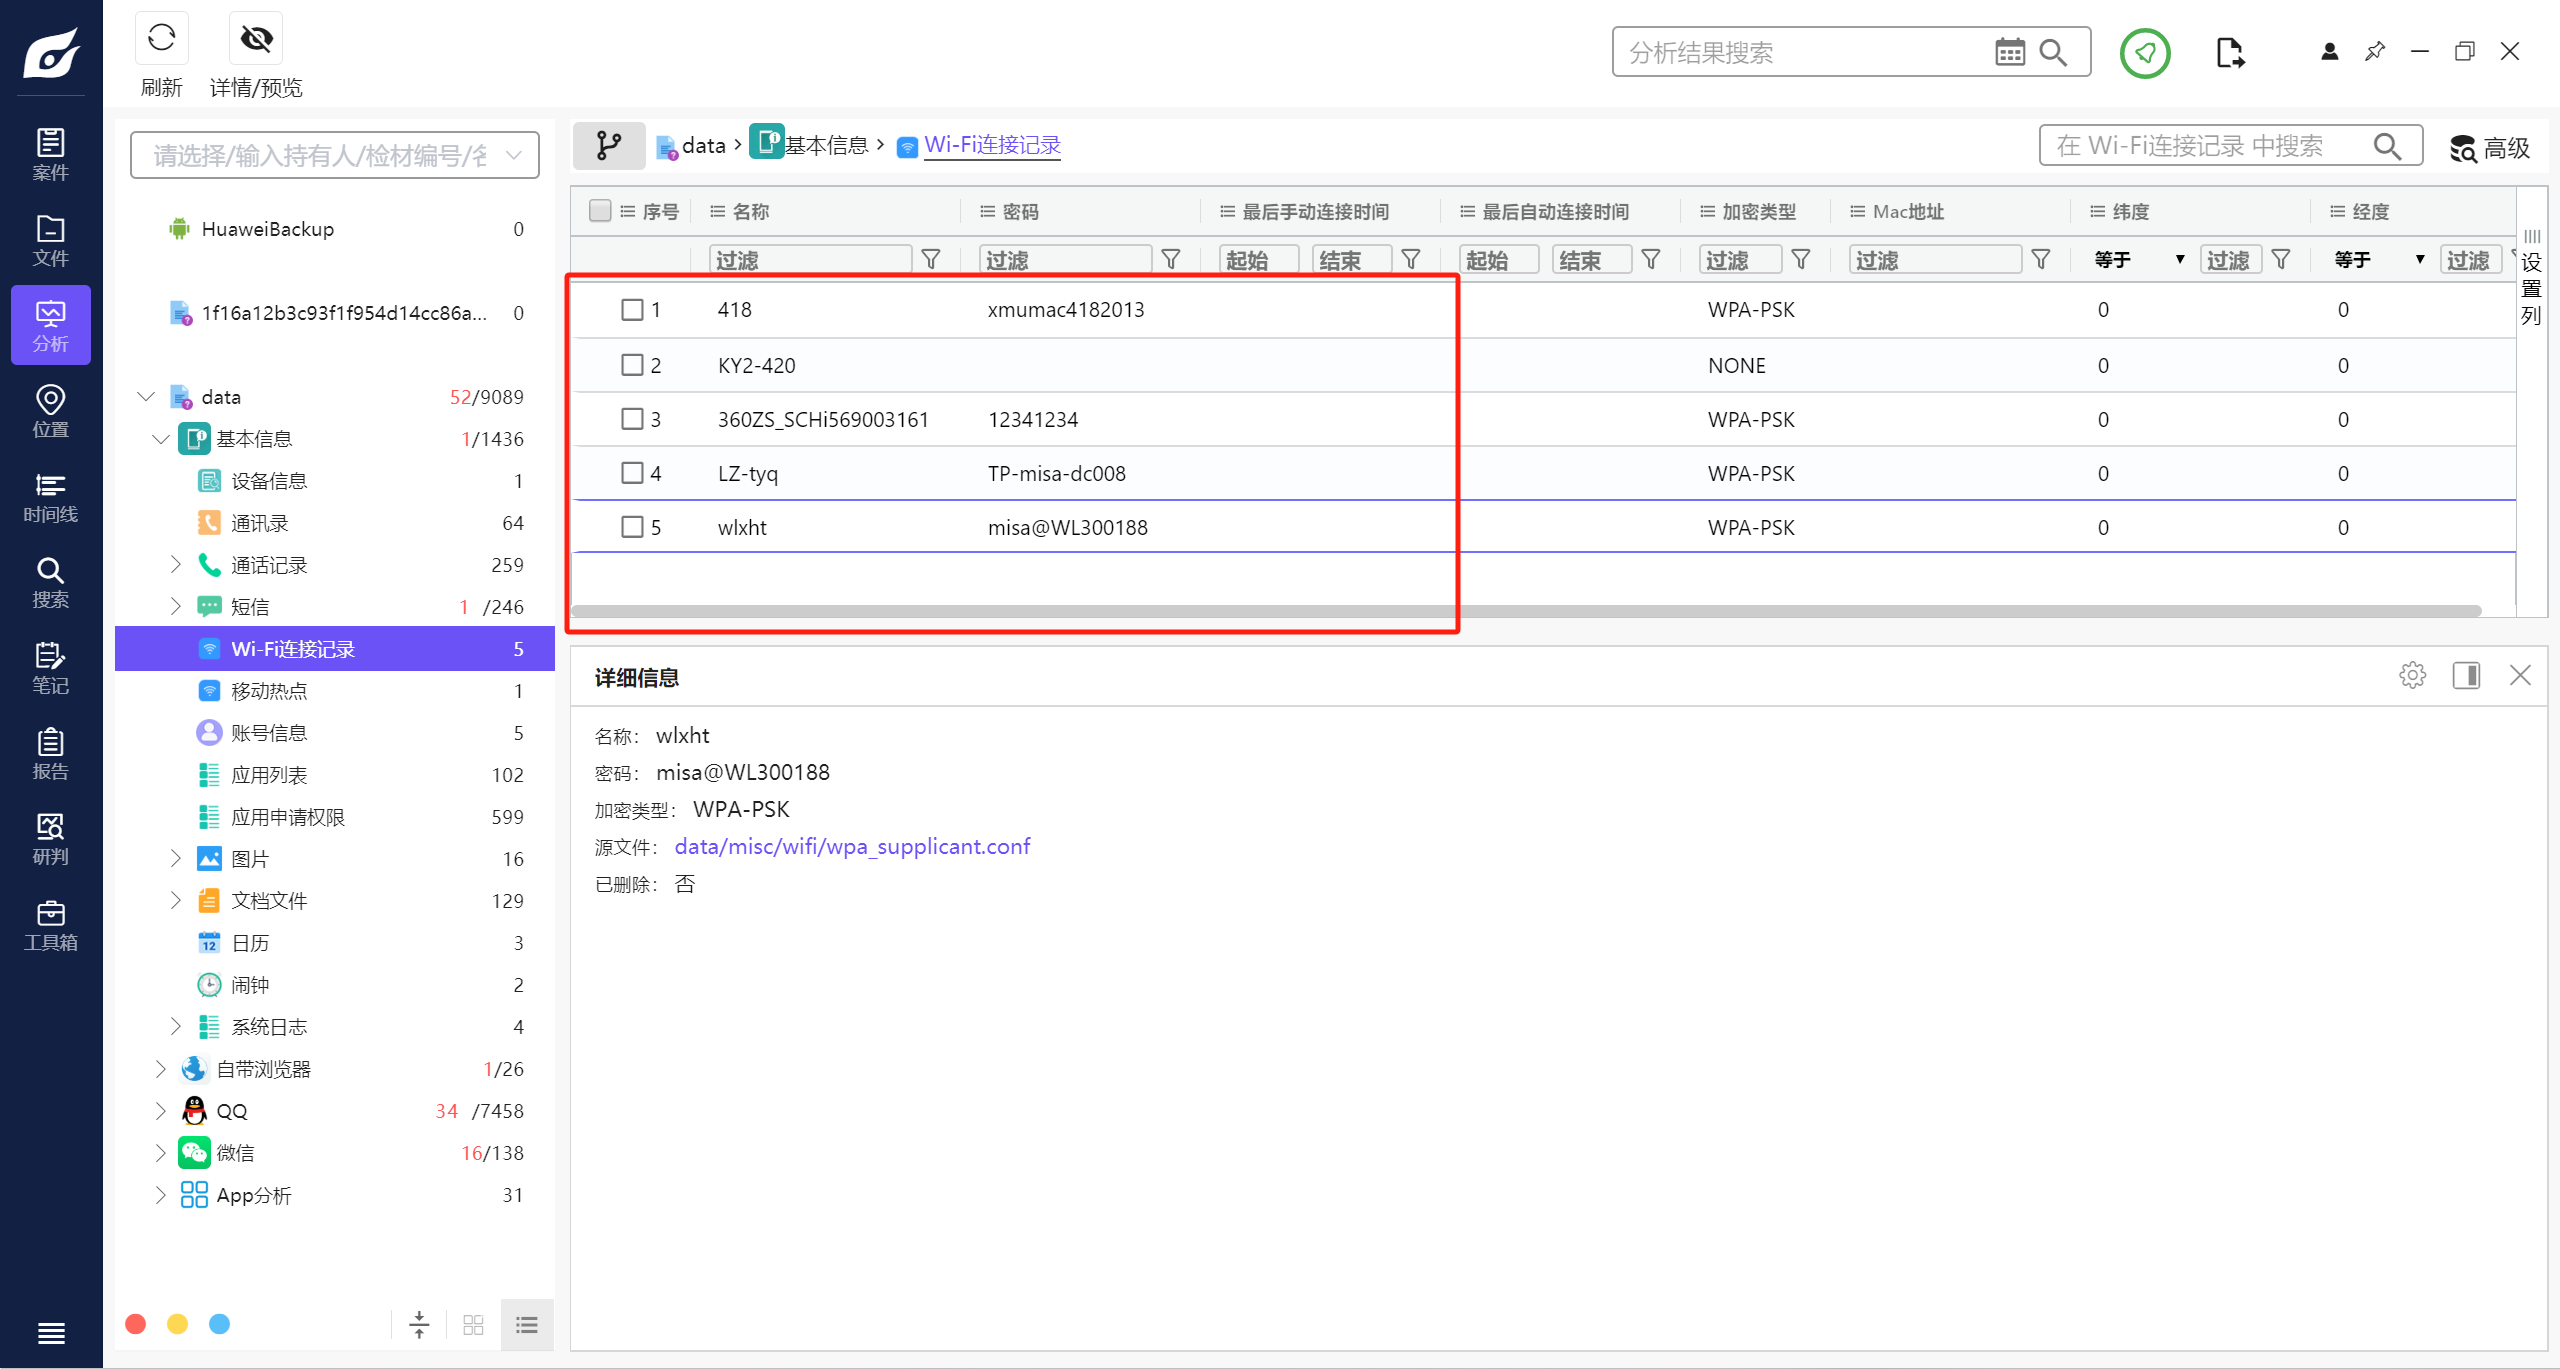 刷新
详情/预览
分析结果搜索
案件
文件
分析
位置
时间线
搜索
笔记
报告
研判
工具箱
请选择/输入持有人/检材编号/名
HuaweiBackup 0
1f16a12b3c93f1f954d14cc86a... 0
data 52/9089
基本信息 1/1436
设备信息 1
通讯录 64
通话记录 259
短信 1 /246
Wi-Fi连接记录 5
移动热点 1
账号信息 5
应用列表 102
应用申请权限 599
图片 16
文档文件 129
12 日历 3
闹钟 2
系统日志 4
自带浏览器 1/26
QQ 34 /7458
微信 16/138
App分析 31
data > 基本信息 > Wi-Fi连接记录
在 Wi-Fi连接记录 中搜索
高级
序号 名称 密码 最后手动连接时间 最后自动连接时间 加密类型 Mac地址 纬度 经度
过滤 过滤 起始 结束 起始 结束 过滤 过滤 等于 ▼ 过滤 等于 ▼ 过滤
1 418 xmumac4182013 WPA-PSK 0 0
2 KY2-420 NONE 0 0
3 360ZS_SCHi569003161 12341234 WPA-PSK 0 0
4 LZ-tyq TP-misa-dc008 WPA-PSK 0 0
5 wlxht misa@WL300188 WPA-PSK 0 0
设置列
详细信息
名称： wlxht
密码： misa@WL300188
加密类型： WPA-PSK
源文件： data/misc/wifi/wpa_supplicant.conf
已删除： 否